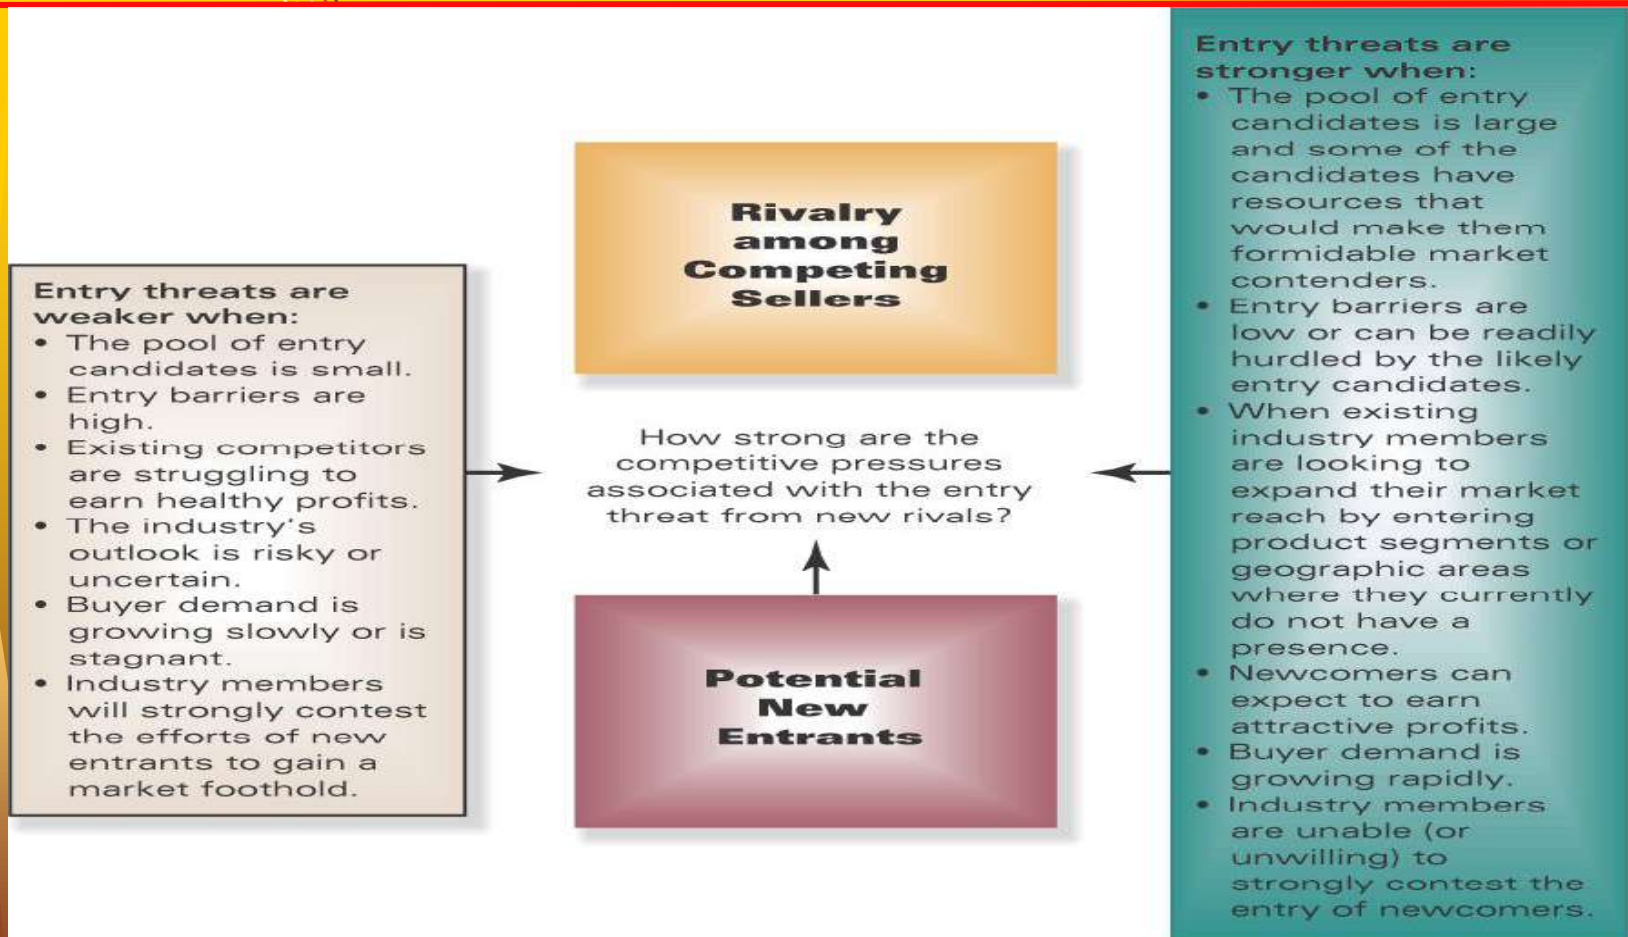 Entry threats are
weaker when:
• The pool of entry
candidates is small.
• Entry barriers are
high.
• Existing competitors
are struggling to
earn healthy profits.
• The industry's
outlook is risky or
uncertain.
• Buyer demand is
growing slowly or is
stagnant.
• Industry members
will strongly contest
the efforts of new
entrants to gain a
market foothold.
Rivalry
among
Competing
Sellers
How strong are the
competitive pressures
associated with the entry
threat from new rivals?
Potential
New
Entrants
Entry threats are
stronger when:
• The pool of entry
candidates is large
and some of the
candidates have
resources that
would make them
formidable market
contenders.
• Entry barriers are
low or can be readily
hurdled by the likely
entry candidates.
• When existing
industry members
are looking to
expand their market
reach by entering
product segments or
geographic areas
where they currently
do not have a
presence.
• Newcomers can
expect to earn
attractive profits.
• Buyer demand is
growing rapidly.
• Industry members
are unable (or
unwilling) to
strongly contest the
entry of newcomers.